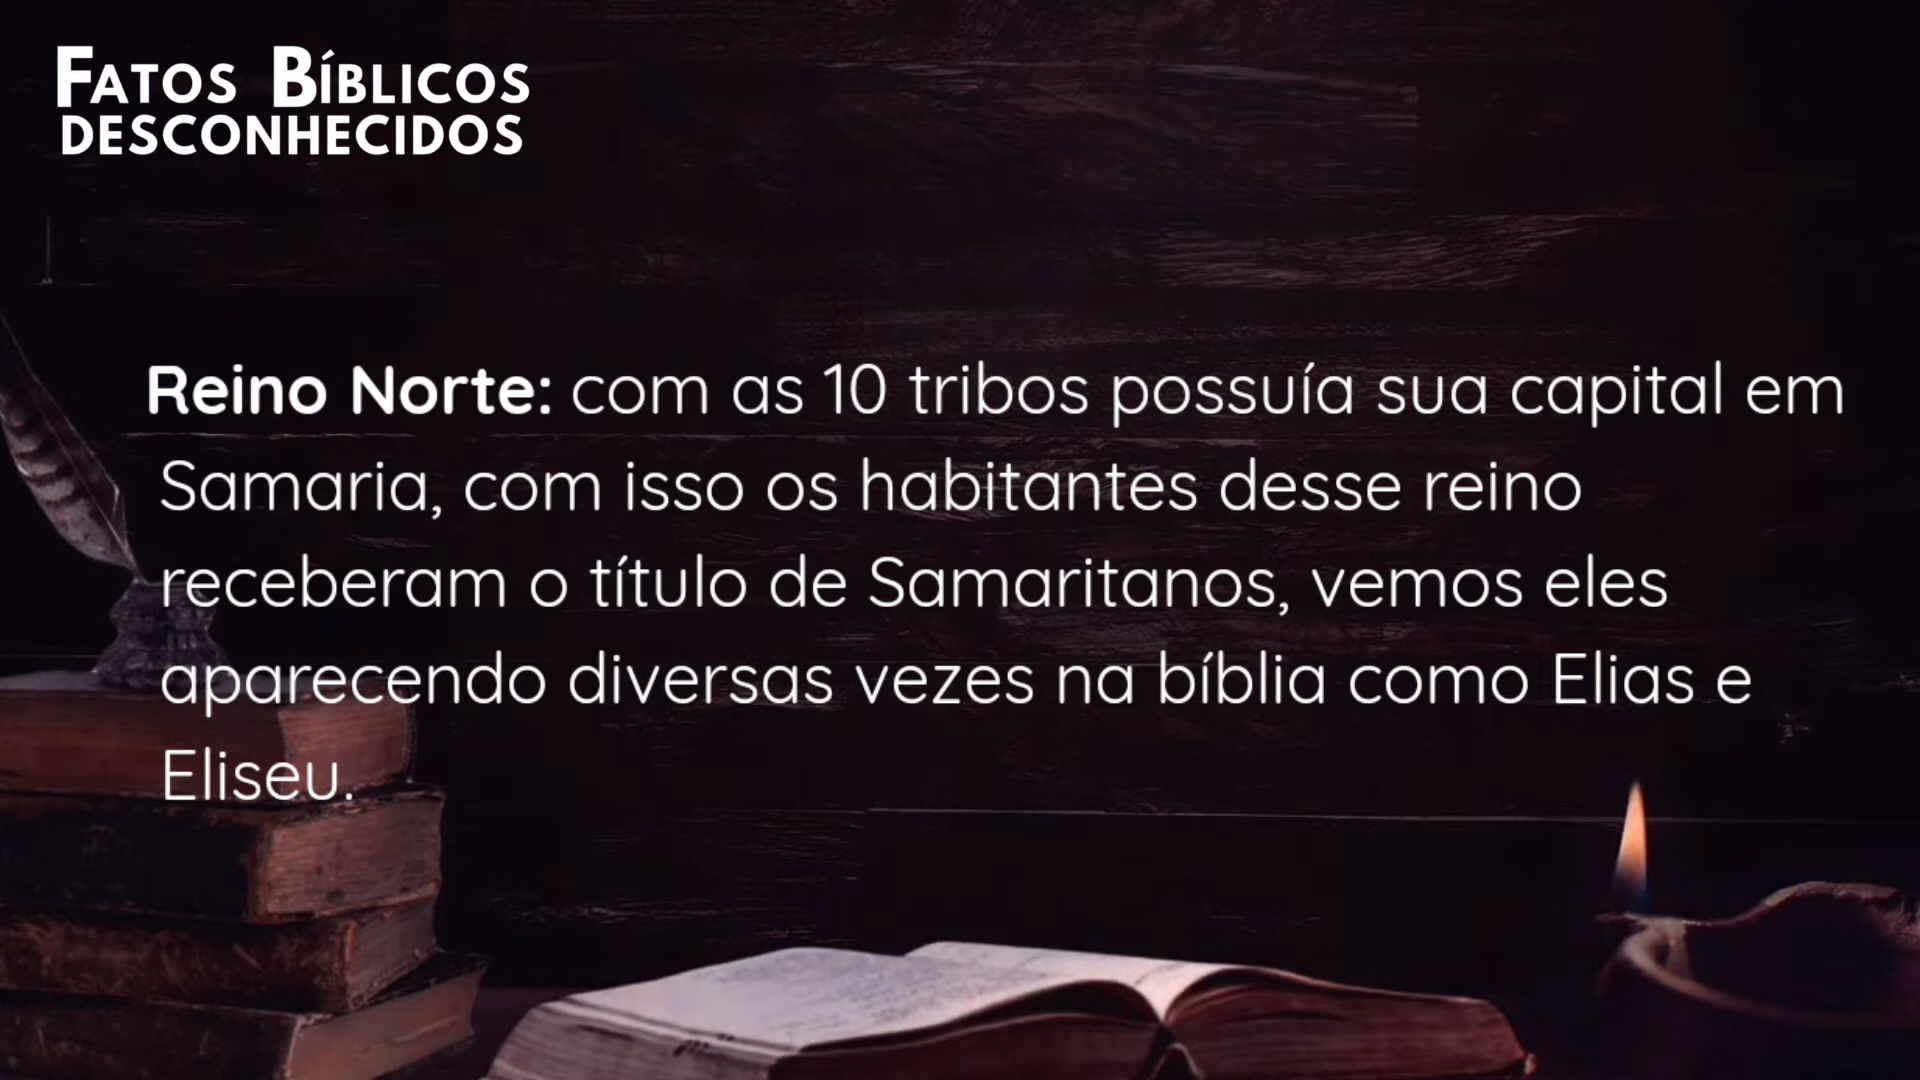 Fatos Bíblicos
desconhecidos
Reino Norte: com as 10 tribos possuía sua capital em
Samaria, com isso os habitantes desse reino
receberam o título de Samaritanos, vemos eles
aparecendo diversas vezes na bíblia como Elias e
Eliseu.